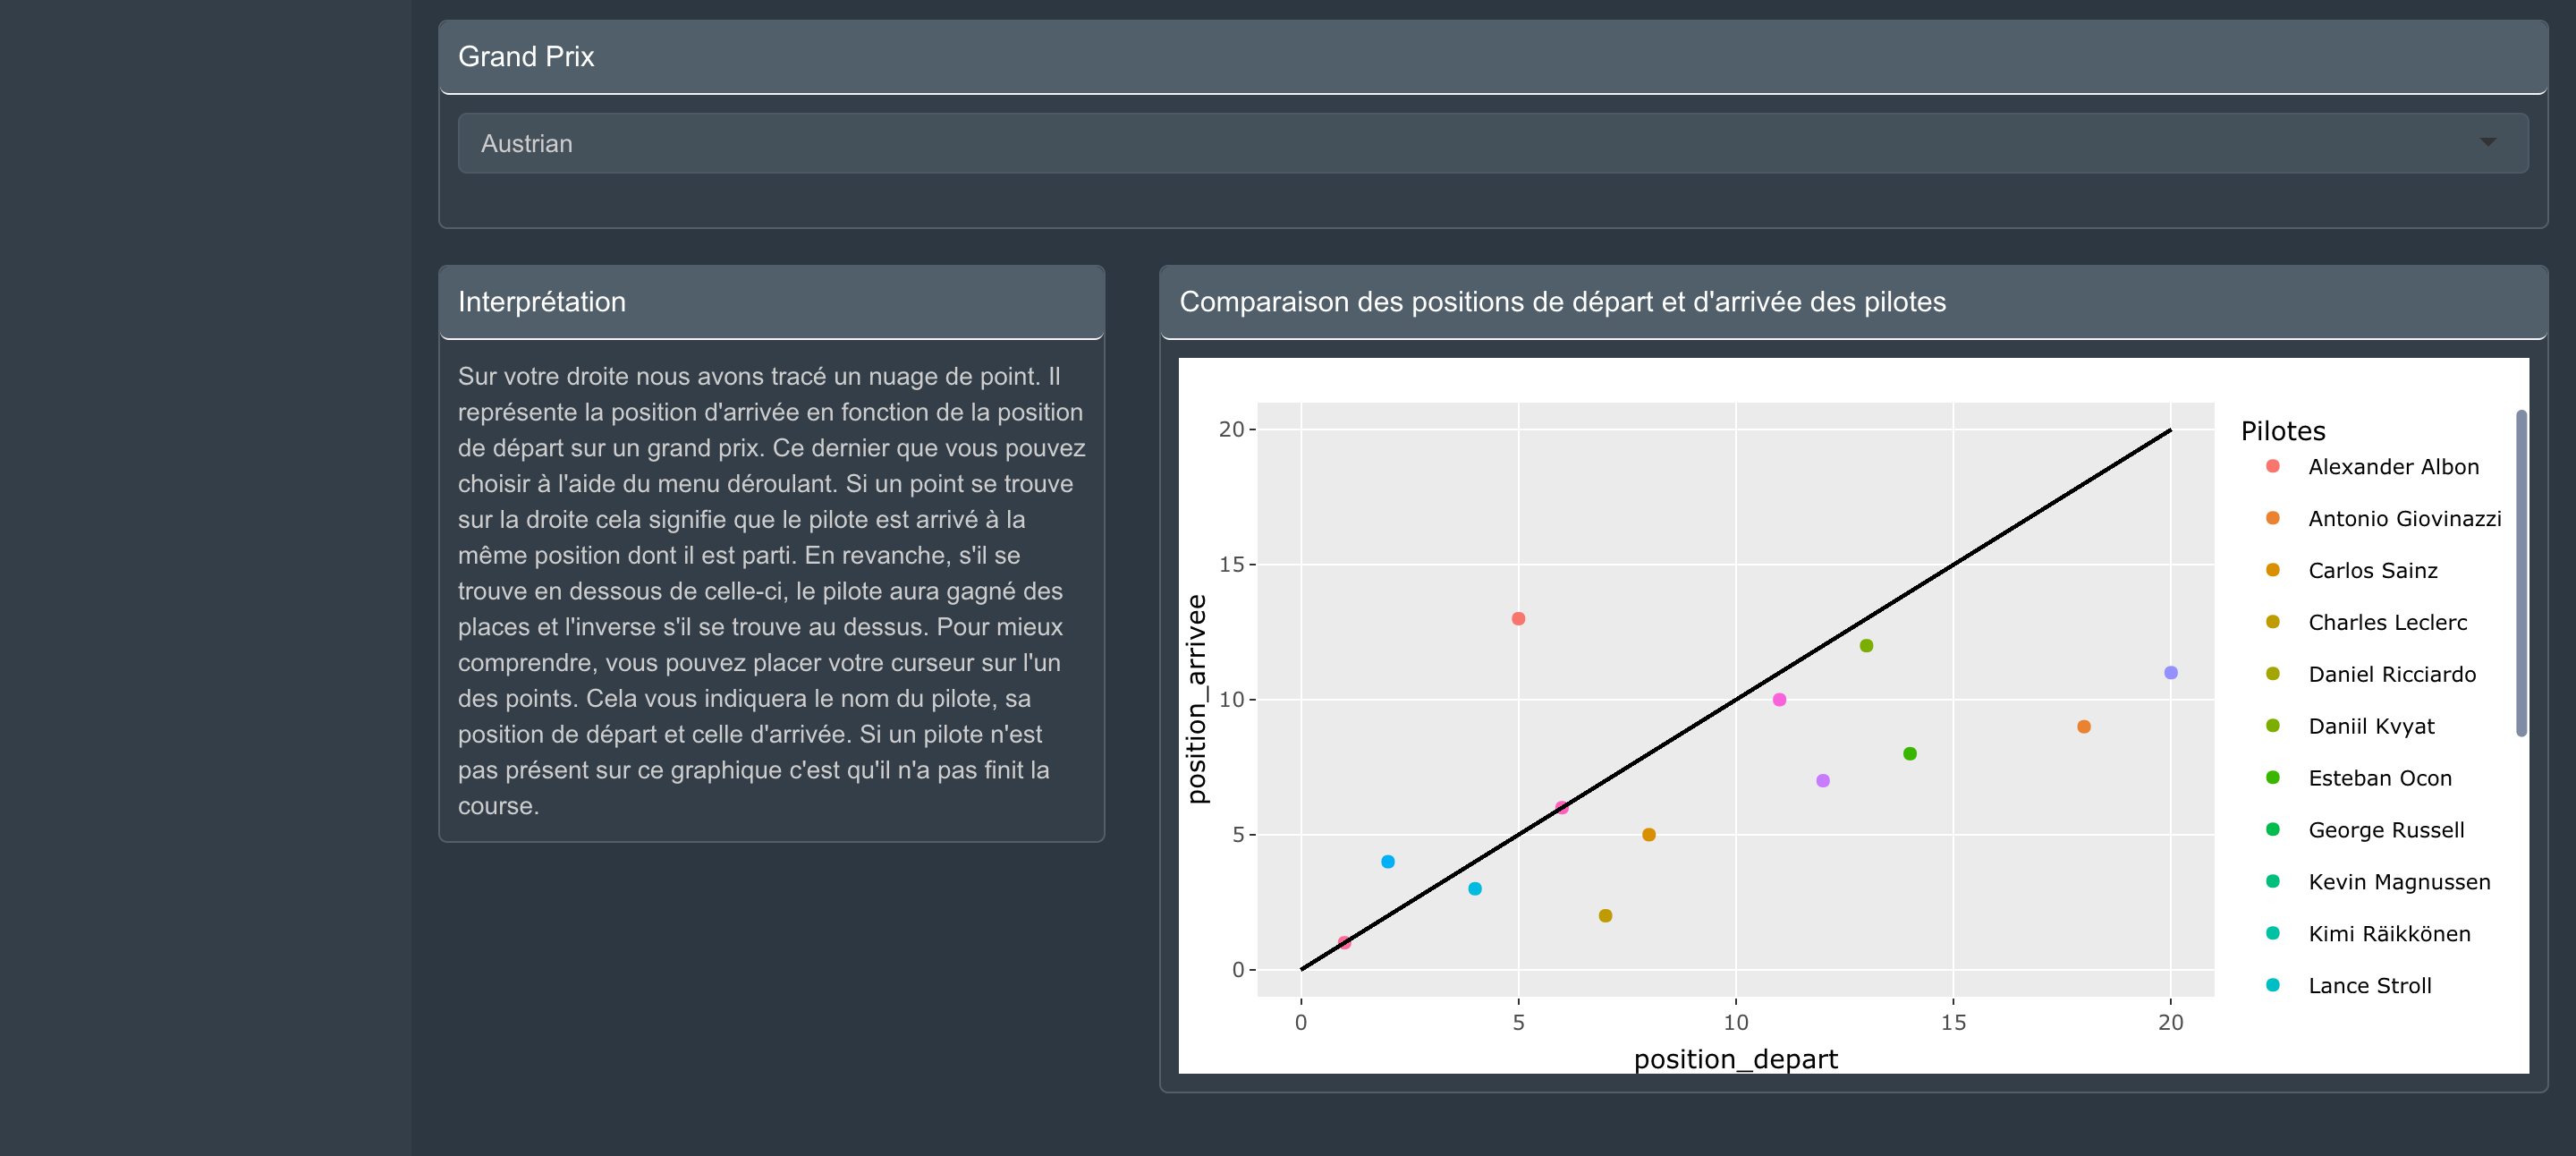 Grand Prix
Austrian
Interprétation
Sur votre droite nous avons tracé un nuage de point. Il
représente la position d'arrivée en fonction de la position
de départ sur un grand prix. Ce dernier que vous pouvez
choisir à l'aide du menu déroulant. Si un point se trouve
sur la droite cela signifie que le pilote est arrivé à la
même position dont il est parti. En revanche, s'il se
trouve en dessous de celle-ci, le pilote aura gagné des
places et l'inverse s'il se trouve au dessus. Pour mieux
comprendre, vous pouvez placer votre curseur sur l'un
des points. Cela vous indiquera le nom du pilote, sa
position de départ et celle d'arrivée. Si un pilote n'est
pas présent sur ce graphique c'est qu'il n'a pas finit la
course.
Comparaison des positions de départ et d'arrivée des pilotes
position_arrivee
20
15
10
5
0
0 5 10 15 20
position_depart
Pilotes
Alexander Albon
Antonio Giovinazzi
Carlos Sainz
Charles Leclerc
Daniel Ricciardo
Daniil Kvyat
Esteban Ocon
George Russell
Kevin Magnussen
Kimi Räikkönen
Lance Stroll